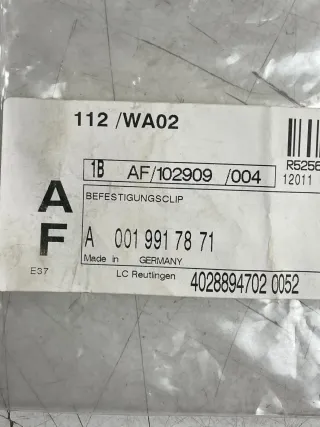 112 /WA02
R5256
1B AF/102909 /004
12011
A
F
BEFESTIGUNGSCLIP
A 001 991 78 71
Made in GERMANY
E37
LC Reutlingen
4028894702 0052